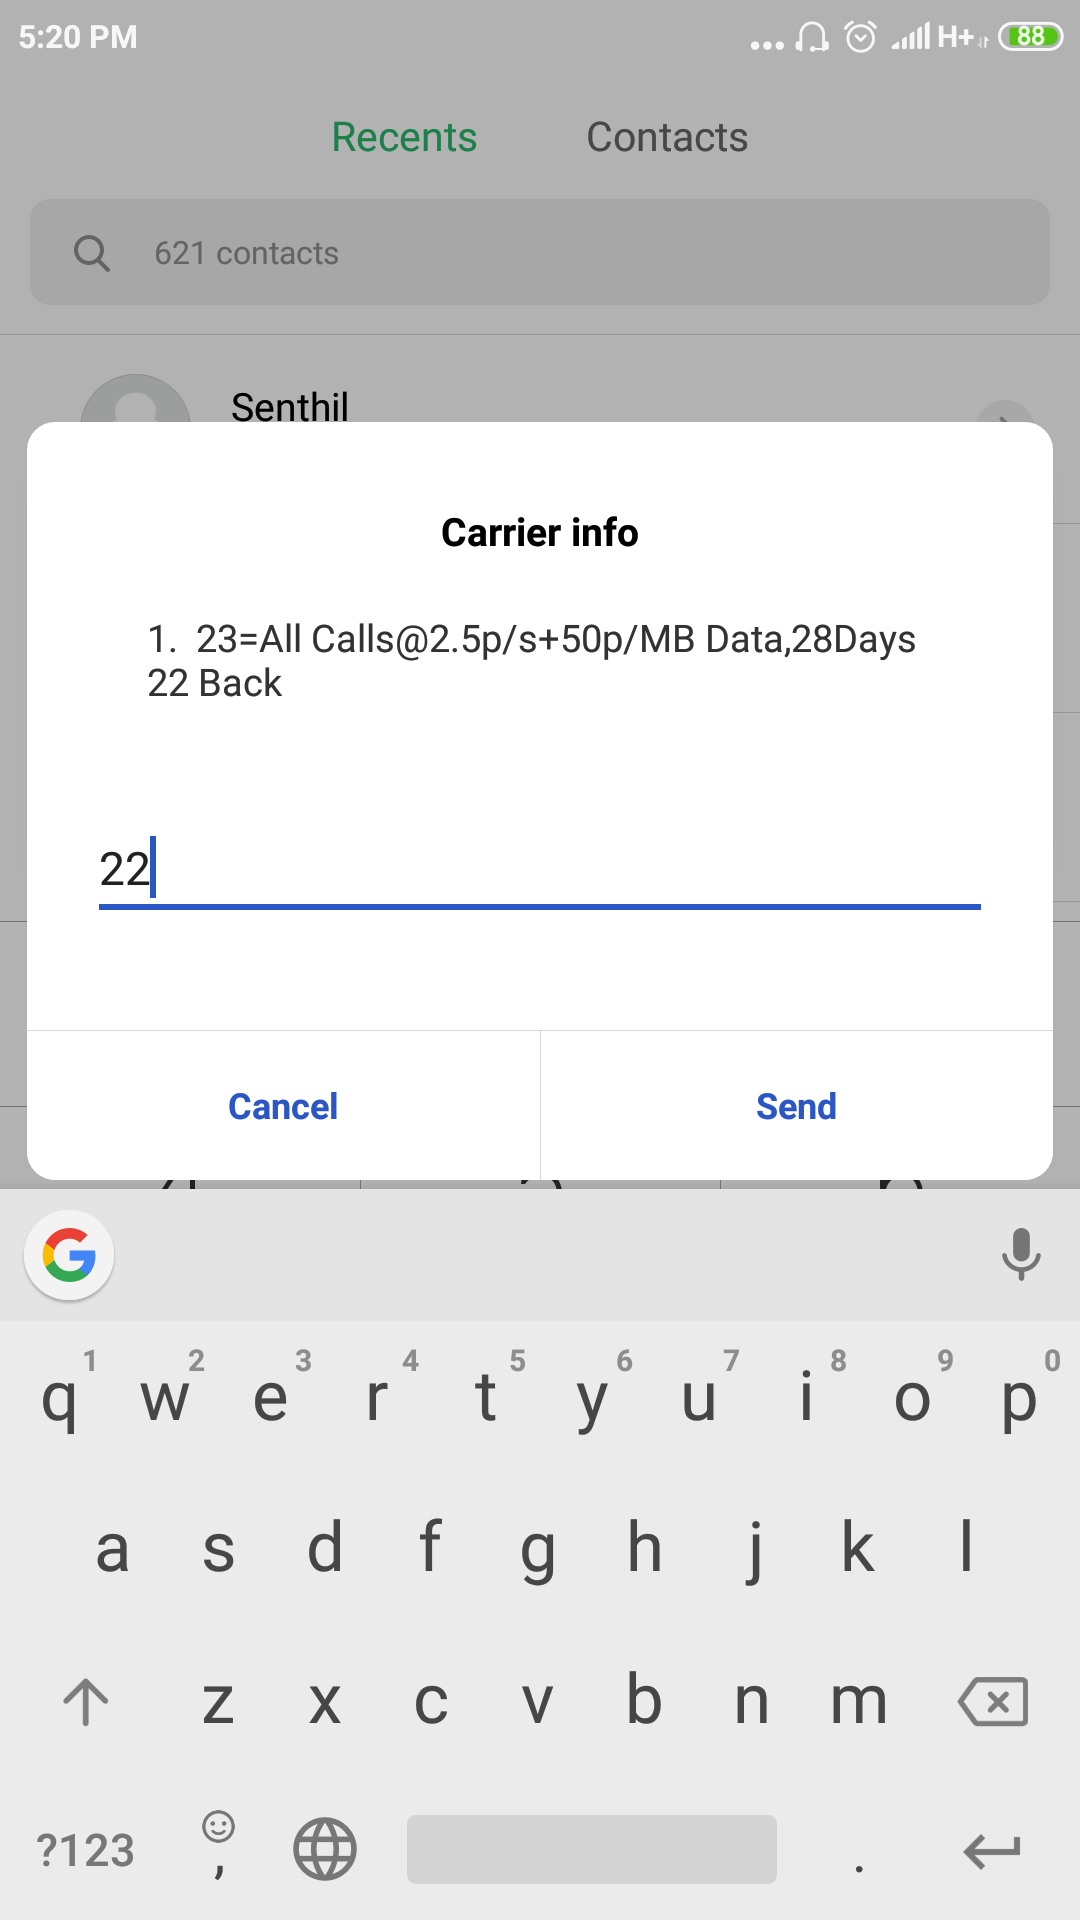 5:20 PM
... H+ 88
Recents Contacts
621 contacts
Senthil
Carrier info
1. 23=All Calls@2.5p/s+50p/MB Data,28Days
22 Back
22
Cancel Send
G
1 2 3 4 5 6 7 8 9 0
q w e r t y u i o p
a s d f g h j k l
z x c v b n m
?123 , .